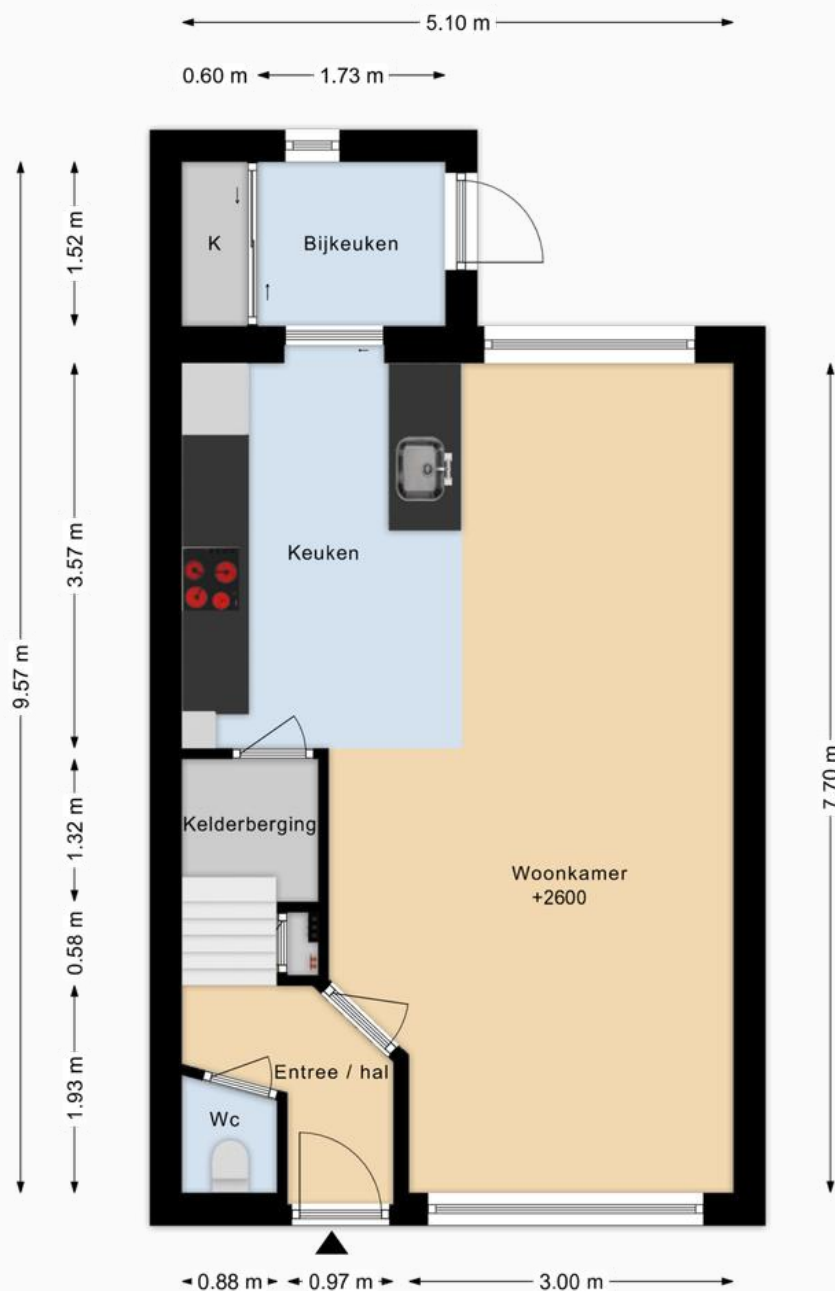 5.10 m
0.60 m
1.73 m
1.52 m
K
Bijkeuken
3.57 m
Keuken
9.57 m
7.70 m
1.32 m
Kelderberging
Woonkamer
+2600
0.58 m
1.93 m
Entree / hal
Wc
0.88 m
0.97 m
3.00 m